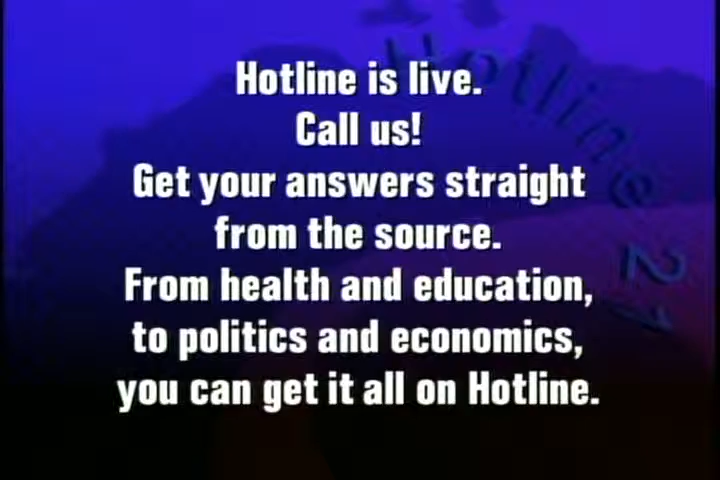 Hotline is live.
Call us!
Get your answers straight
from the source.
From health and education,
to politics and economics,
you can get it all on Hotline.
Hotline 21